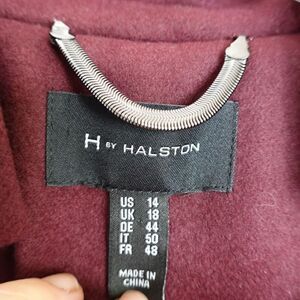 H BY HALSTON
US 14
UK 18
DE 44
IT 50
FR 48
MADE IN
CHINA